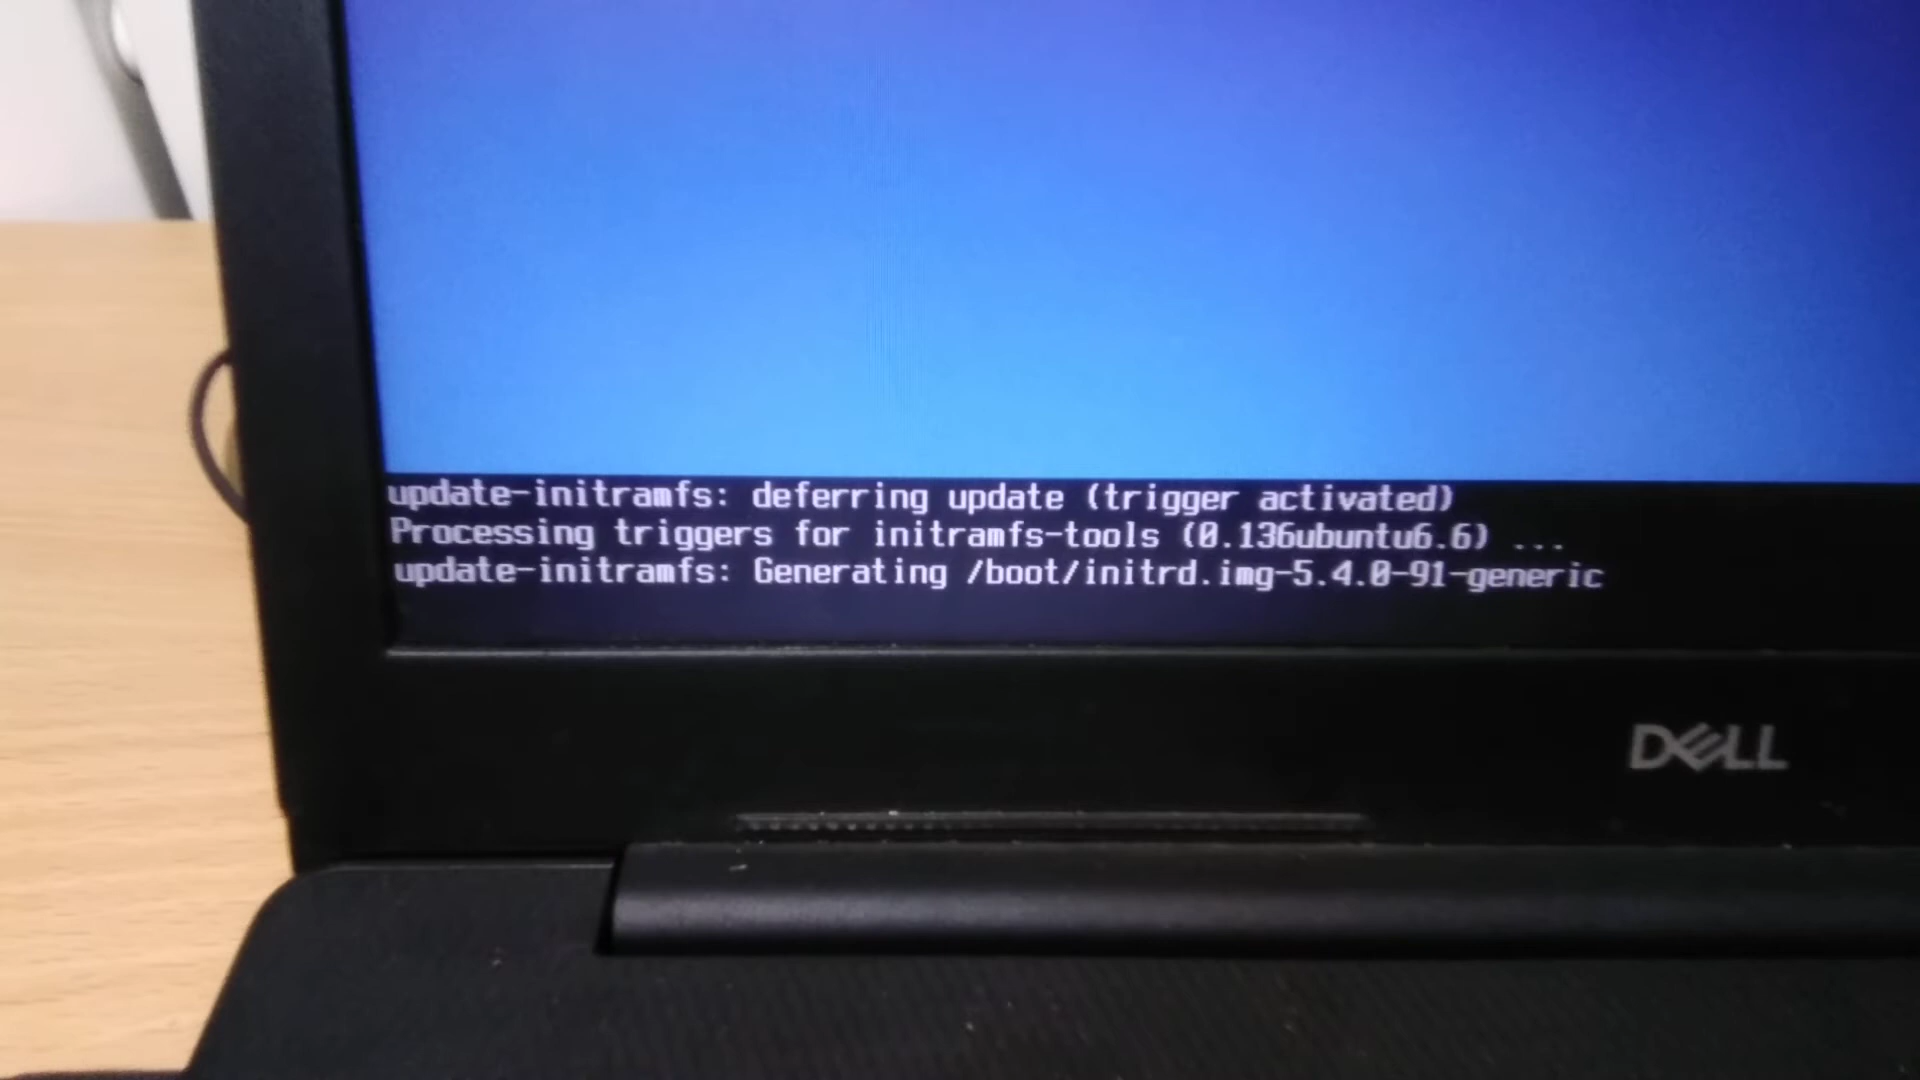 update-initramfs: deferring update (trigger activated)
Processing triggers for initramfs-tools (0.136ubuntu6.6) ...
update-initramfs: Generating /boot/initrd.img-5.4.0-91-generic
DELL